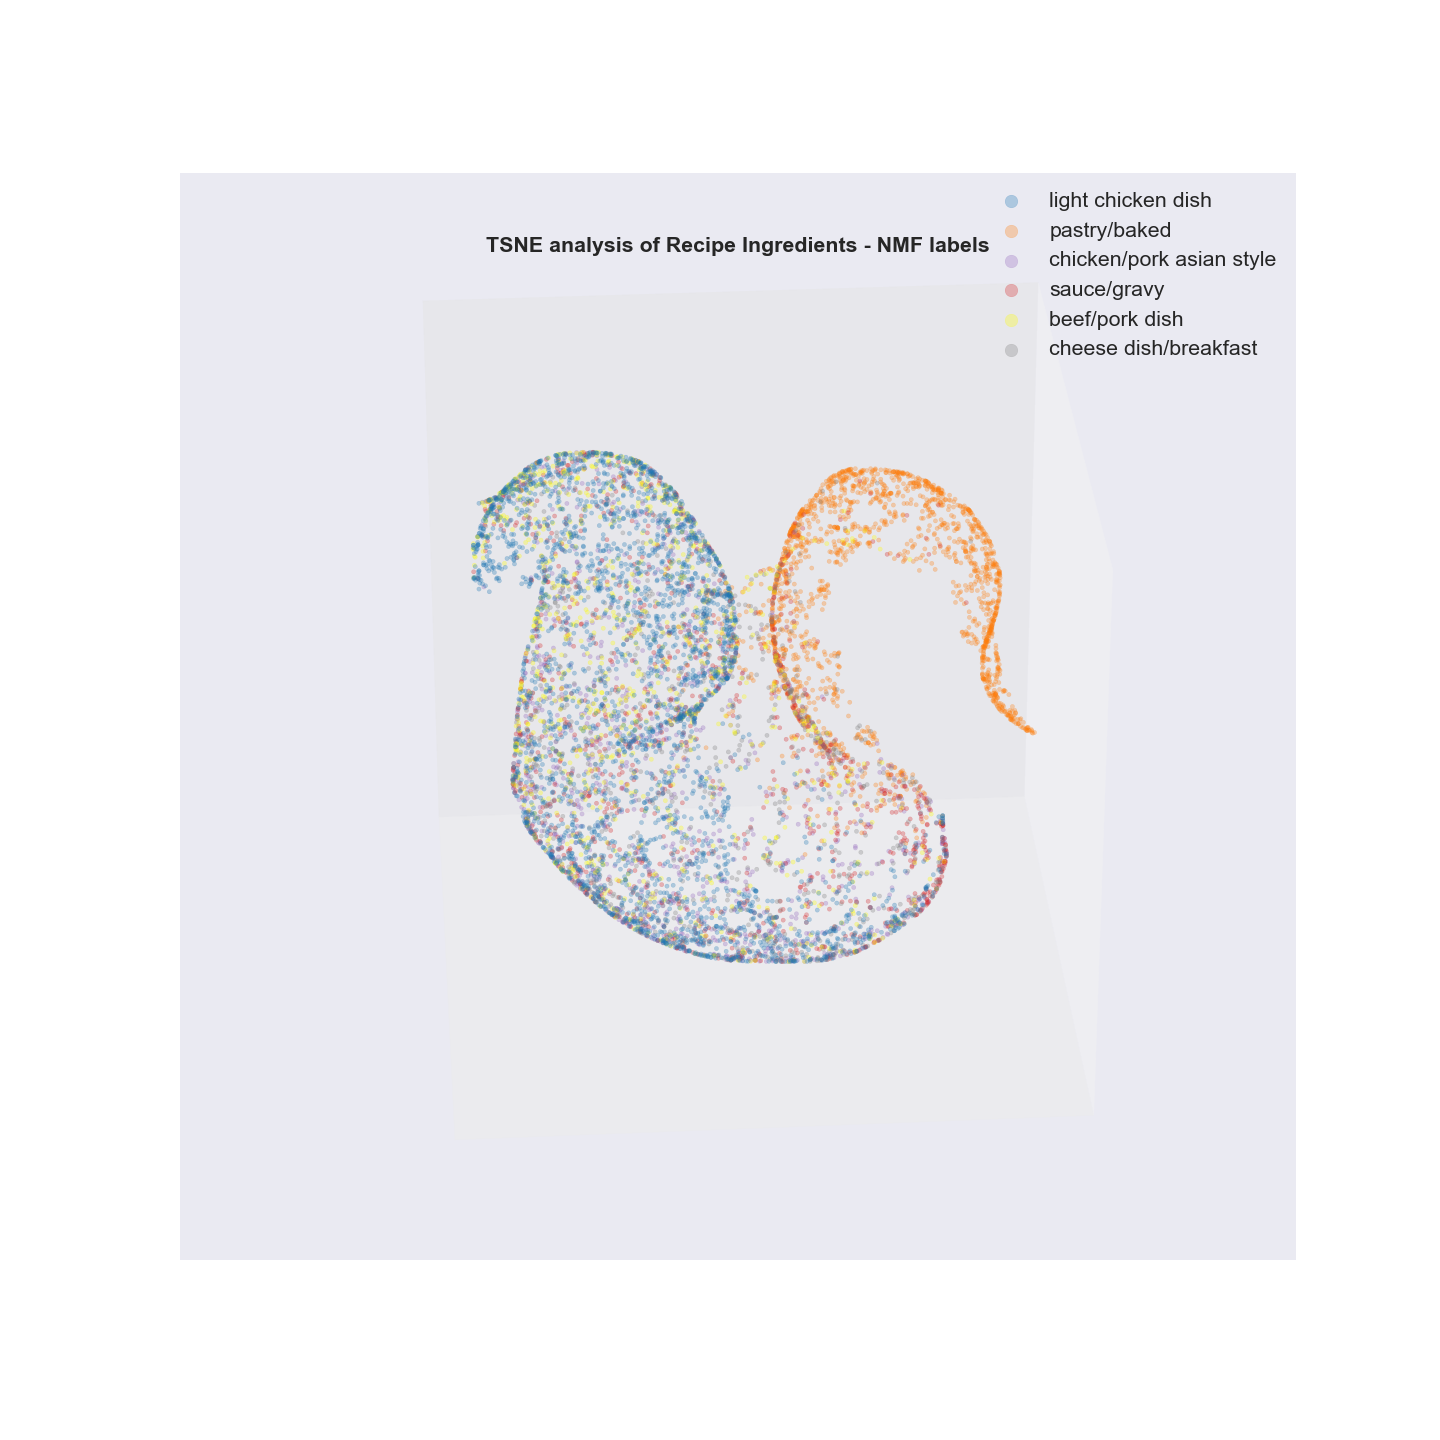 TSNE analysis of Recipe Ingredients - NMF labels
light chicken dish
pastry/baked
chicken/pork asian style
sauce/gravy
beef/pork dish
cheese dish/breakfast